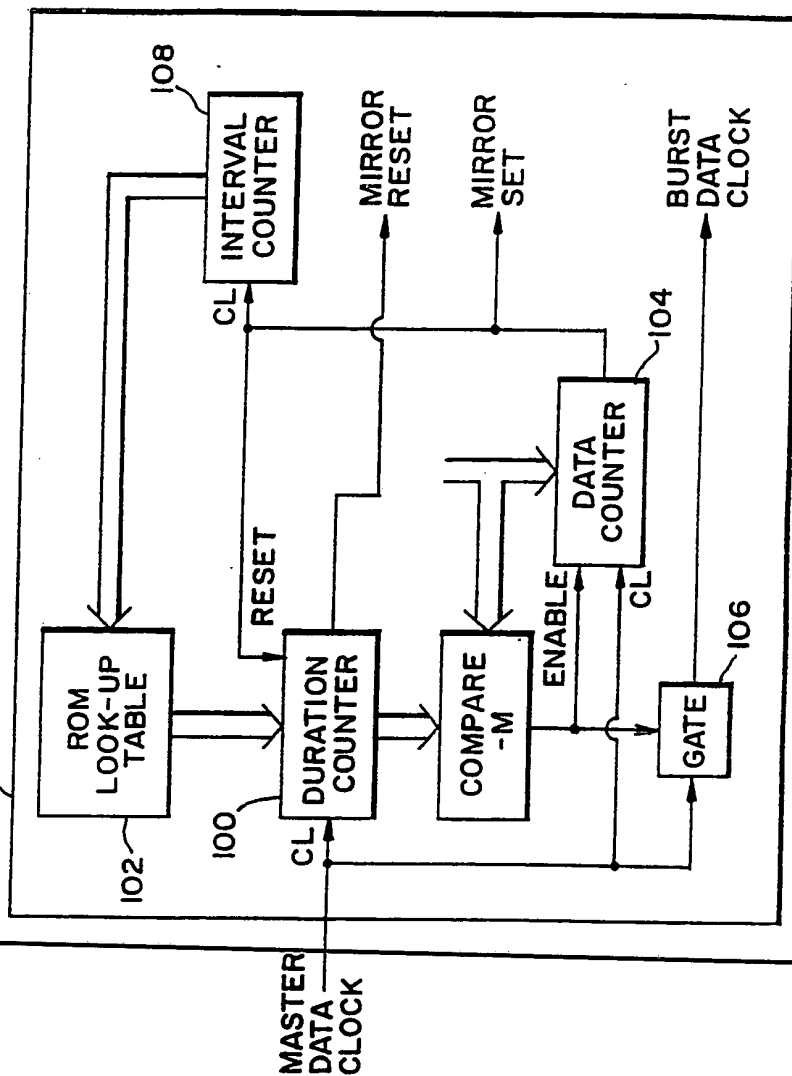 108
INTERVAL
COUNTER
CL
MIRROR
RESET
MIRROR
SET
BURST
DATA
CLOCK
RESET
104
DATA
COUNTER
ENABLE
CL
ROM
LOOK-UP
TABLE
102
DURATION
COUNTER
100
CL
COMPARE
-M
GATE
106
MASTER
DATA
CLOCK